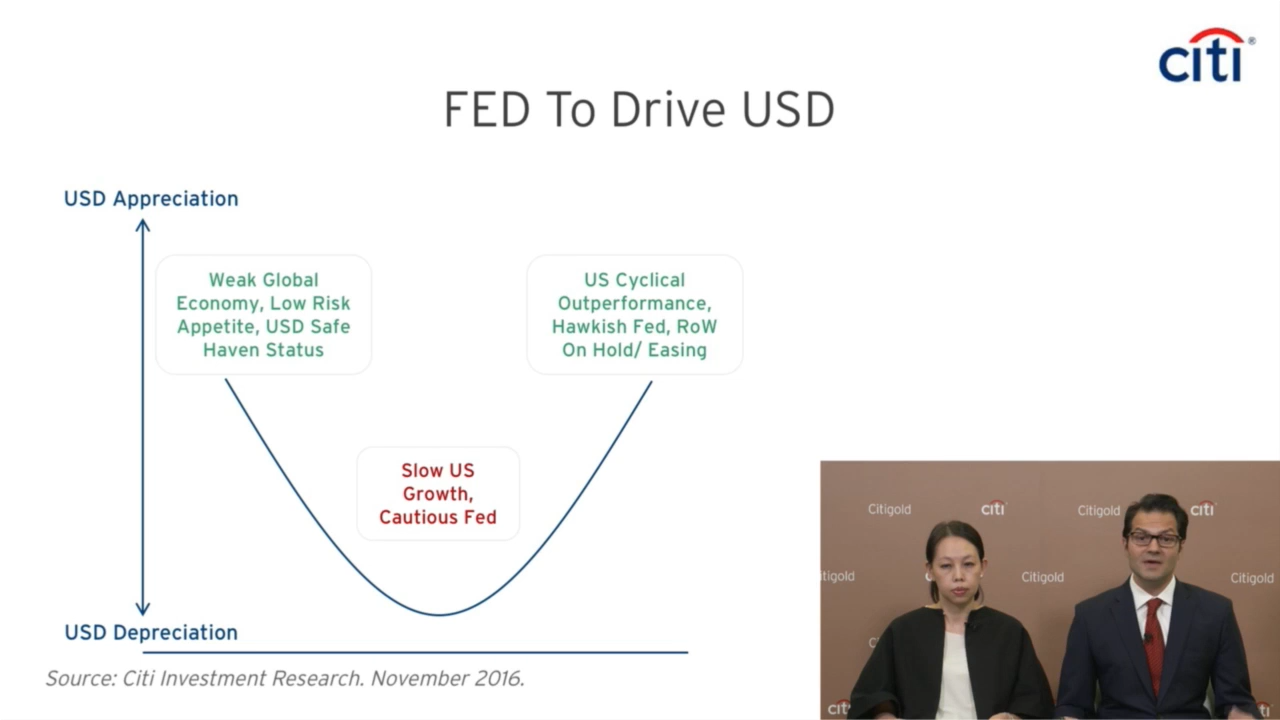 citi®
FED To Drive USD
USD Appreciation
Weak Global
Economy, Low Risk
Appetite, USD Safe
Haven Status
US Cyclical
Outperformance,
Hawkish Fed, RoW
On Hold/ Easing
Slow US
Growth,
Cautious Fed
USD Depreciation
Source: Citi Investment Research. November 2016.
Citigold citi Citigold citi
itigold Citigold Citigold
citi